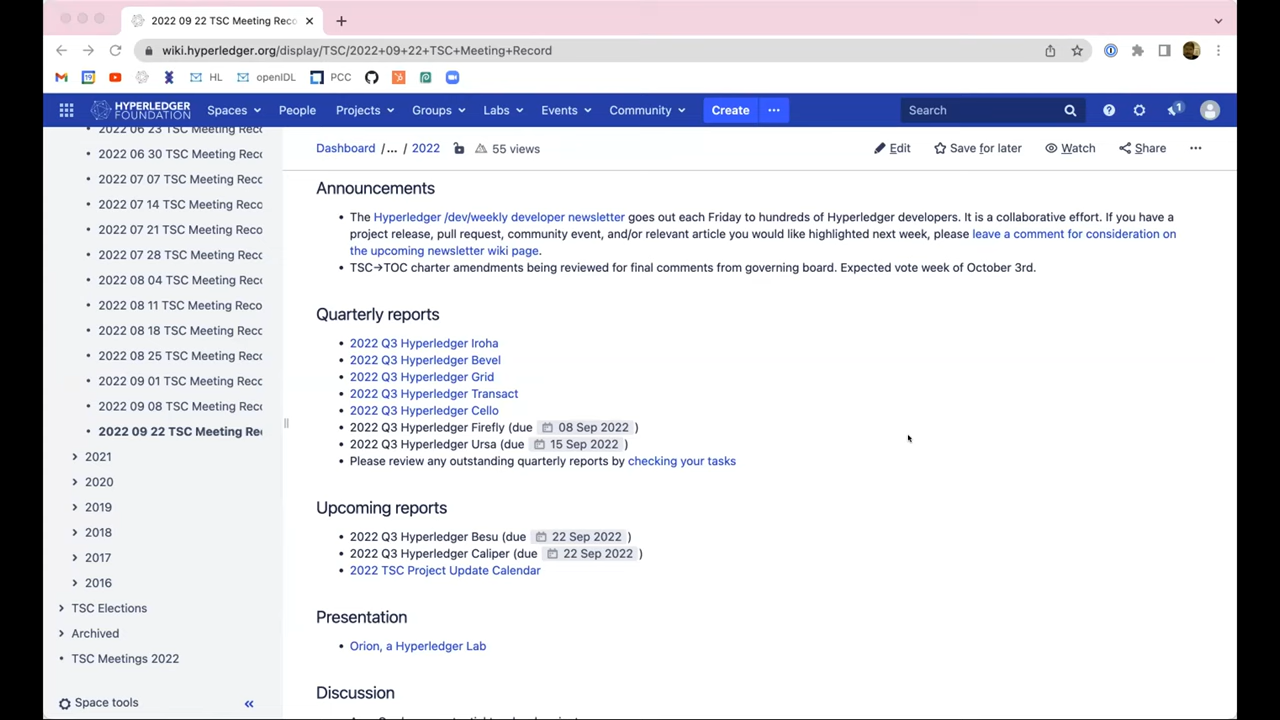 2022 09 22 TSC Meeting Reco
wiki.hyperledger.org/display/TSC/2022+09+22+TSC+Meeting+Record
HL
openIDL
PCC
HYPERLEDGER FOUNDATION
Spaces
People
Projects
Groups
Labs
Events
Community
Create
Search
1
2022 06 23 TSC Meeting Reco
2022 06 30 TSC Meeting Reco
2022 07 07 TSC Meeting Reco
2022 07 14 TSC Meeting Reco
2022 07 21 TSC Meeting Reco
2022 07 28 TSC Meeting Reco
2022 08 04 TSC Meeting Reco
2022 08 11 TSC Meeting Reco
2022 08 18 TSC Meeting Reco
2022 08 25 TSC Meeting Reco
2022 09 01 TSC Meeting Reco
2022 09 08 TSC Meeting Reco
2022 09 22 TSC Meeting Re
2021
2020
2019
2018
2017
2016
TSC Elections
Archived
TSC Meetings 2022
Space tools
Dashboard /... / 2022
55 views
Edit
Save for later
Watch
Share
Announcements
The Hyperledger /dev/weekly developer newsletter goes out each Friday to hundreds of Hyperledger developers. It is a collaborative effort. If you have a
project release, pull request, community event, and/or relevant article you would like highlighted next week, please leave a comment for consideration on
the upcoming newsletter wiki page.
TSC→TOC charter amendments being reviewed for final comments from governing board. Expected vote week of October 3rd.
Quarterly reports
2022 Q3 Hyperledger Iroha
2022 Q3 Hyperledger Bevel
2022 Q3 Hyperledger Grid
2022 Q3 Hyperledger Transact
2022 Q3 Hyperledger Cello
2022 Q3 Hyperledger Firefly (due 08 Sep 2022 )
2022 Q3 Hyperledger Ursa (due 15 Sep 2022 )
Please review any outstanding quarterly reports by checking your tasks
Upcoming reports
2022 Q3 Hyperledger Besu (due 22 Sep 2022 )
2022 Q3 Hyperledger Caliper (due 22 Sep 2022 )
2022 TSC Project Update Calendar
Presentation
Orion, a Hyperledger Lab
Discussion